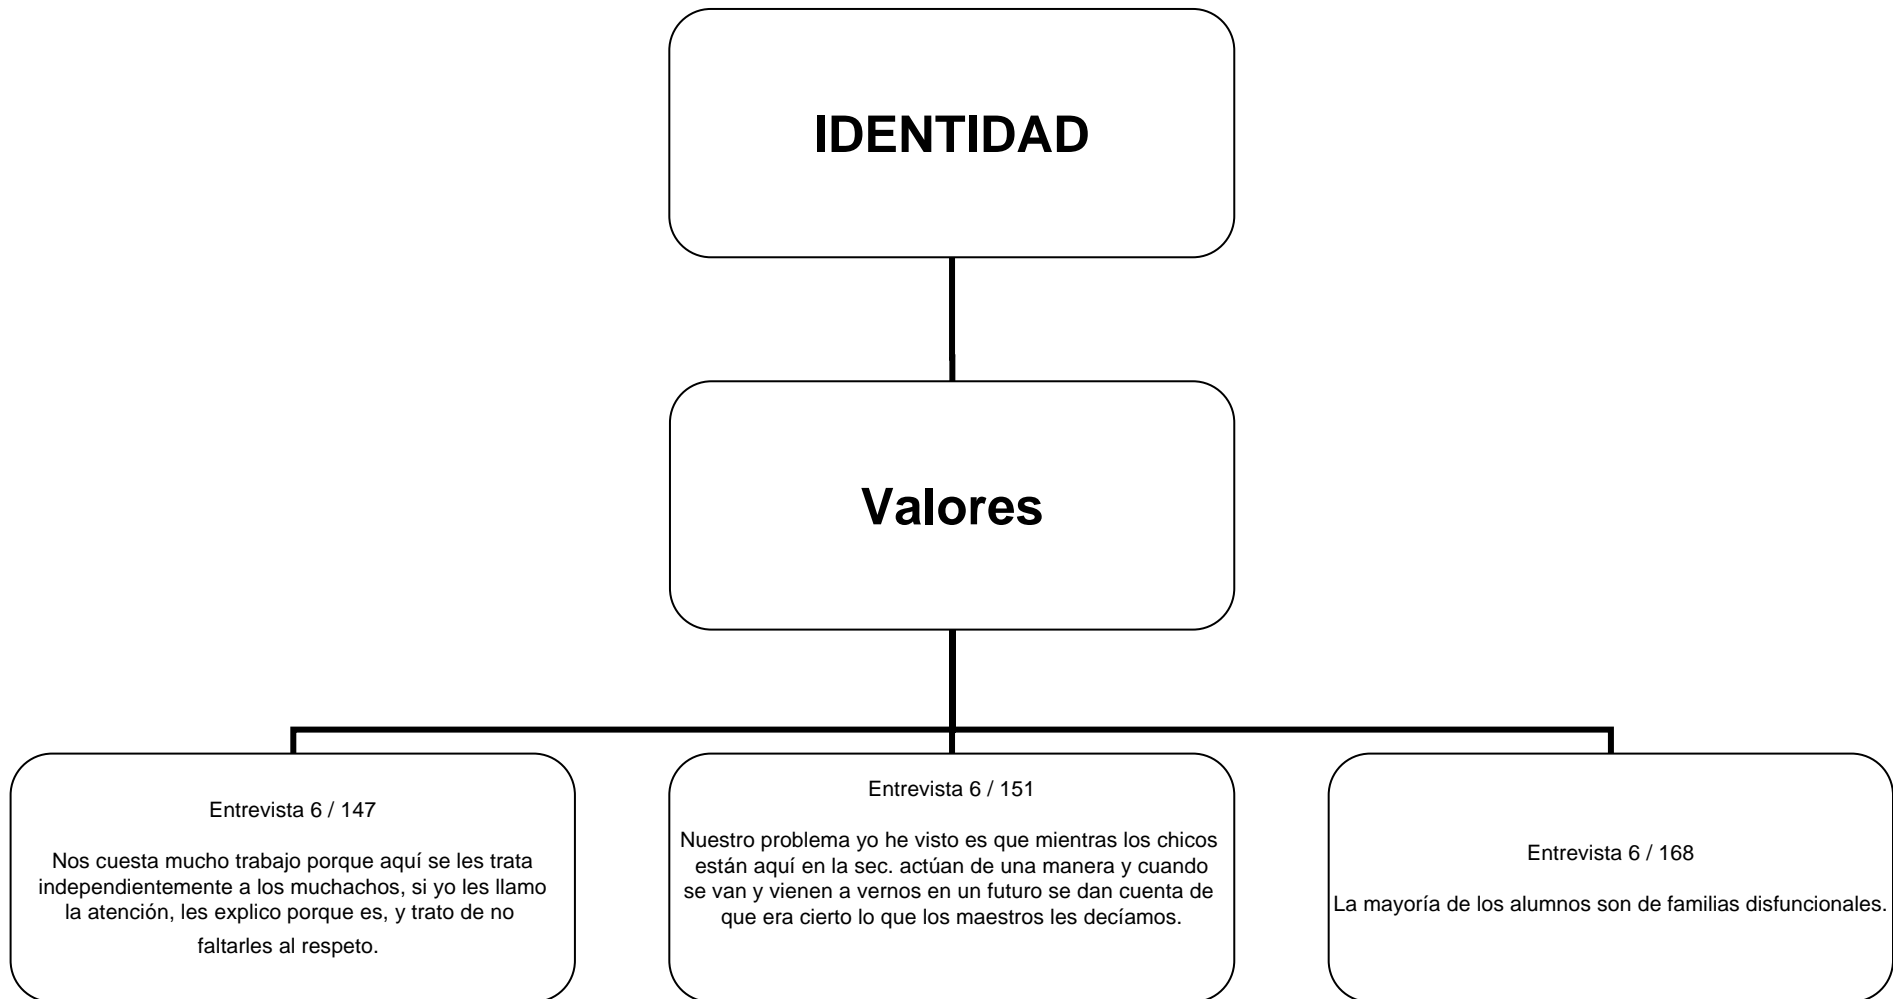 IDENTIDAD
Valores
Entrevista 6 / 147
Nos cuesta mucho trabajo porque aquí se les trata
independientemente a los muchachos, si yo les llamo
la atención, les explico porque es, y trato de no
faltarles al respeto.
Entrevista 6 / 151
Nuestro problema yo he visto es que mientras los chicos
están aquí en la sec. actúan de una manera y cuando
se van y vienen a vernos en un futuro se dan cuenta de
que era cierto lo que los maestros les decíamos.
Entrevista 6 / 168
La mayoría de los alumnos son de familias disfuncionales.